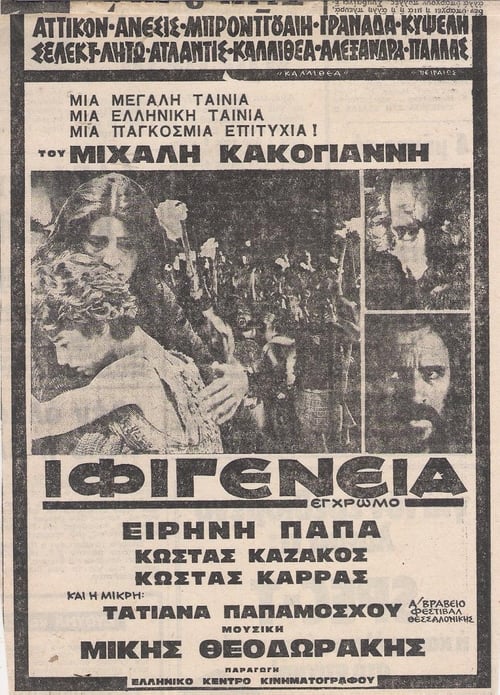 ΑΤΤΙΚΟΝ·ΑΝΕΣΙΣ·ΜΠΡΟΝΤΓΟΥΑΙΗ·ΓΡΑΝΑΔΑ·ΚΥΨΕΛΗ
ΣΕΛΕΚΤ·ΛΗΤΩ·ΑΤΛΑΝΤΙΣ·ΚΑΛΛΙΘΕΑ·ΑΛΕΞΑΝΔΡΑ·ΠΑΛΛΑΣ
"ΚΑΛΛΙΘΕΑ" ΠΕΙΡΑΙΩΣ
ΜΙΑ ΜΕΓΑΛΗ ΤΑΙΝΙΑ
ΜΙΑ ΕΛΛΗΝΙΚΗ ΤΑΙΝΙΑ
ΜΙΑ ΠΑΓΚΟΣΜΙΑ ΕΠΙΤΥΧΙΑ!
ΤΟΥ ΜΙΧΑΛΗ ΚΑΚΟΓΙΑΝΝΗ
ΙΦΙΓΕΝΕΙΑ
ΕΓΧΡΩΜΟ
ΕΙΡΗΝΗ ΠΑΠΑ
ΚΩΣΤΑΣ ΚΑΖΑΚΟΣ
ΚΩΣΤΑΣ ΚΑΡΡΑΣ
ΚΑΙ Η ΜΙΚΡΗ:
ΤΑΤΙΑΝΑ ΠΑΠΑΜΟΣΧΟΥ
Α/ΒΡΑΒΕΙΟ
ΦΕΣΤΙΒΑΛ
ΘΕΣΣΑΛΟΝΙΚΗΣ
ΜΟΥΣΙΚΗ
ΜΙΚΗΣ ΘΕΟΔΩΡΑΚΗΣ
ΠΑΡΑΓΩΓΗ
ΕΛΛΗΝΙΚΟ ΚΕΝΤΡΟ ΚΙΝΗΜΑΤΟΓΡΑΦΟΥ